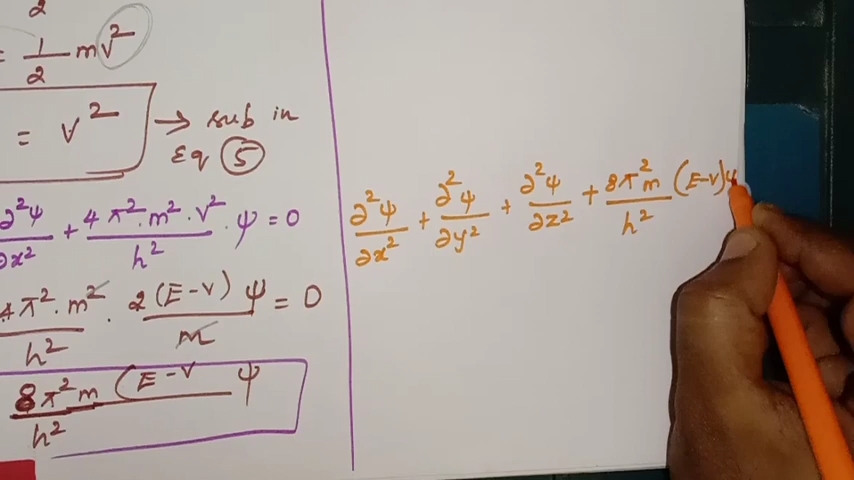 2
= 1/2 mv²
= v² → sub in
Eq ⑤
∂²ψ/∂x² + 4π²·m²·v²/h² · ψ = 0
4π²·m²/h² · 2(E-V)/m ψ = 0
8π²m/h² (E-V ψ
∂²ψ/∂x² + ∂²ψ/∂y² + ∂²ψ/∂z² + 8π²m/h² (E-V)ψ